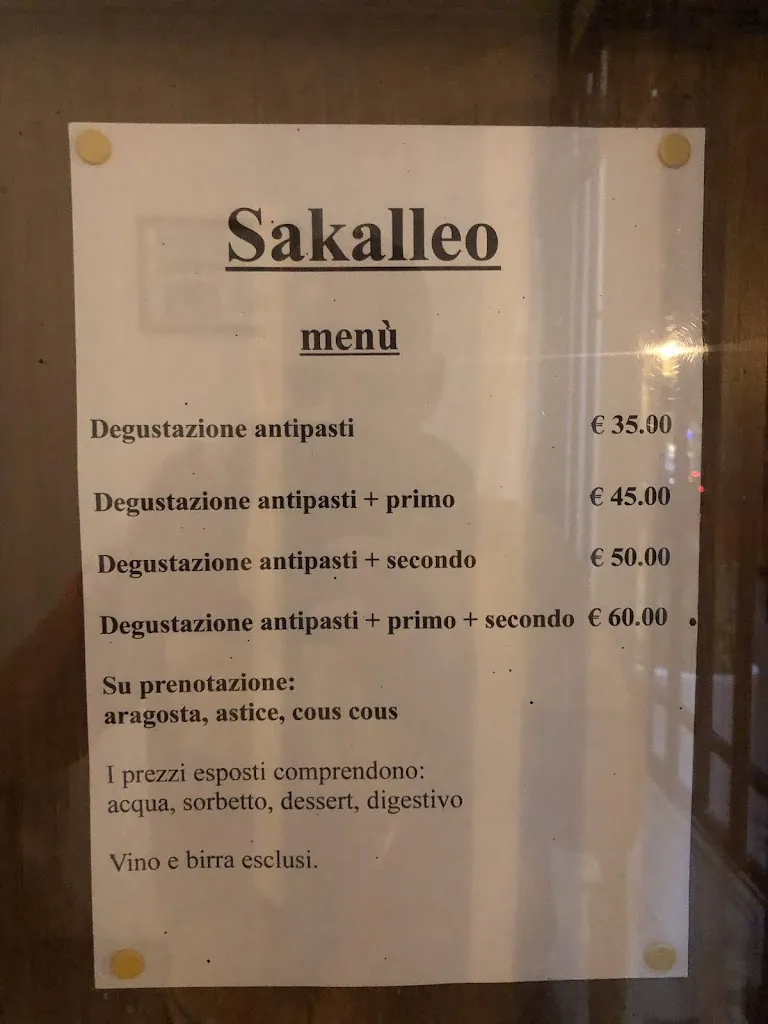 Sakalleo
menù
Degustazione antipasti € 35.00
Degustazione antipasti + primo € 45.00
Degustazione antipasti + secondo € 50.00
Degustazione antipasti + primo + secondo € 60.00
Su prenotazione:
aragosta, astice, cous cous
I prezzi esposti comprendono:
acqua, sorbetto, dessert, digestivo
Vino e birra esclusi.